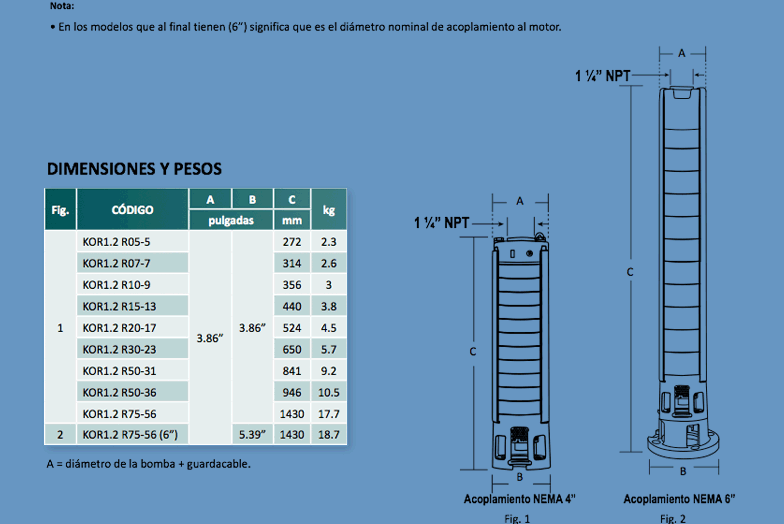 Nota:
• En los modelos que al final tienen (6”) significa que es el diámetro nominal de acoplamiento al motor.
DIMENSIONES Y PESOS
Fig. CÓDIGO A B C kg
pulgadas mm
KOR1.2 R05-5 272 2.3
KOR1.2 R07-7 314 2.6
KOR1.2 R10-9 356 3
KOR1.2 R15-13 440 3.8
1 KOR1.2 R20-17 3.86” 3.86” 524 4.5
KOR1.2 R30-23 650 5.7
KOR1.2 R50-31 841 9.2
KOR1.2 R50-36 946 10.5
KOR1.2 R75-56 1430 17.7
2 KOR1.2 R75-56 (6”) 5.39” 1430 18.7
A = diámetro de la bomba + guardacable.
A
1 ¼” NPT
C
B
Acoplamiento NEMA 4”
Fig. 1
A
1 ¼” NPT
C
B
Acoplamiento NEMA 6”
Fig. 2